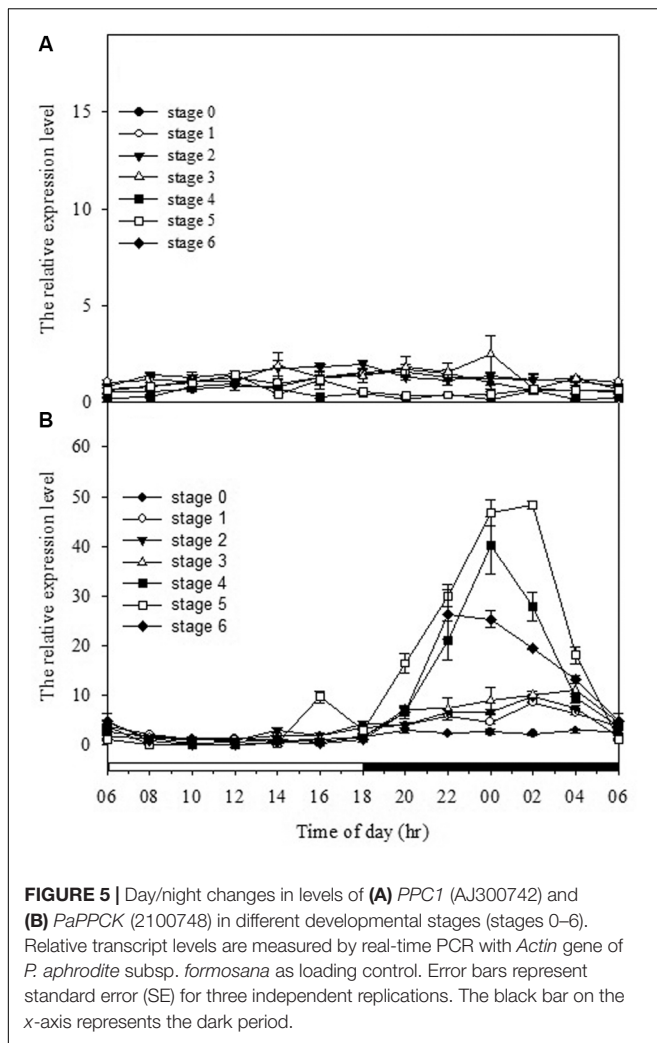 A
The relative expression level
15
10
5
0
stage 0
stage 1
stage 2
stage 3
stage 4
stage 5
stage 6
B
The relative expression level
60
50
40
30
20
10
0
stage 0
stage 1
stage 2
stage 3
stage 4
stage 5
stage 6
06 08 10 12 14 16 18 20 22 00 02 04 06
Time of day (hr)
FIGURE 5 | Day/night changes in levels of (A) PPC1 (AJ300742) and
(B) PaPPCK (2100748) in different developmental stages (stages 0–6).
Relative transcript levels are measured by real-time PCR with Actin gene of
P. aphrodite subsp. formosana as loading control. Error bars represent
standard error (SE) for three independent replications. The black bar on the
x-axis represents the dark period.